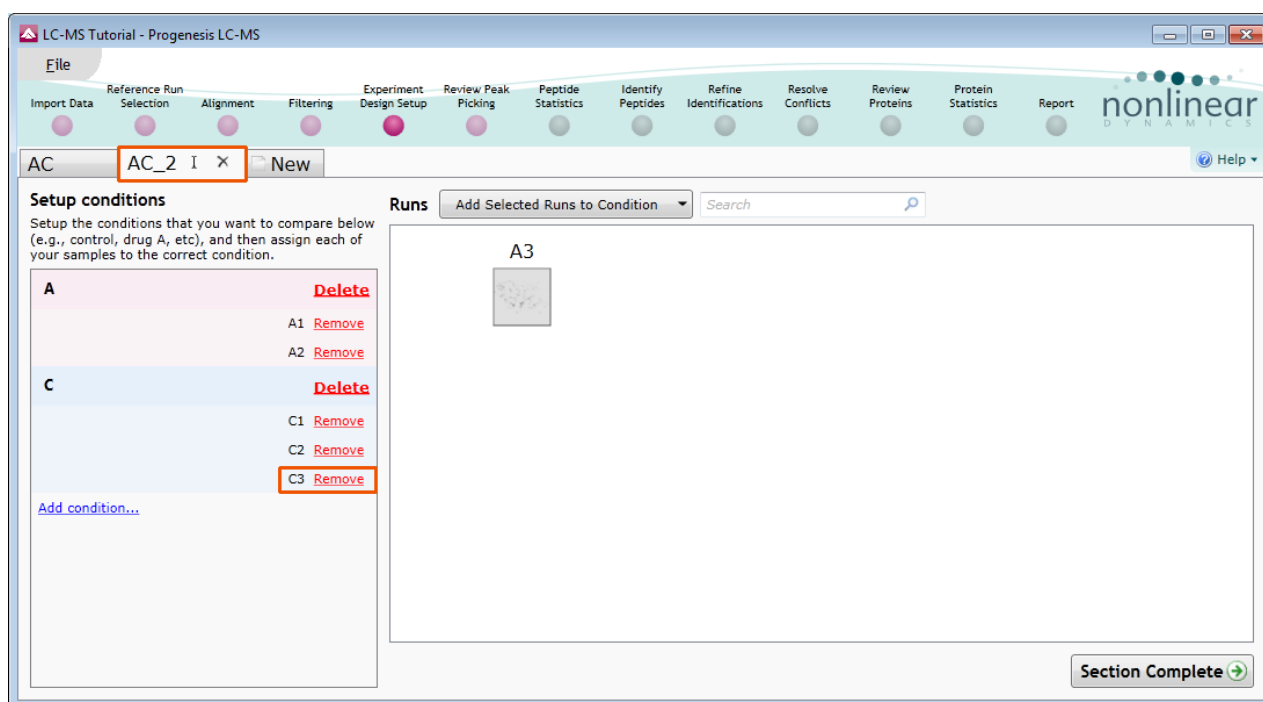 LC-MS Tutorial - Progenesis LC-MS
File
Import Data
Reference Run
Selection
Alignment
Filtering
Experiment
Design Setup
Review Peak
Picking
Peptide
Statistics
Identify
Peptides
Refine
Identifications
Resolve
Conflicts
Review
Proteins
Protein
Statistics
Report
nonlinear
DYNAMICS
AC
AC_2
New
Help
Setup conditions
Setup the conditions that you want to compare below
(e.g., control, drug A, etc), and then assign each of
your samples to the correct condition.
A Delete
A1 Remove
A2 Remove
C Delete
C1 Remove
C2 Remove
C3 Remove
Add condition...
Runs Add Selected Runs to Condition Search
A3
Section Complete